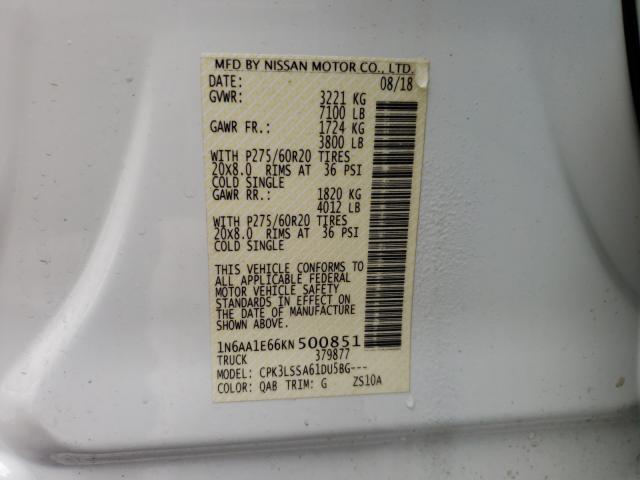 MFD BY NISSAN MOTOR CO., LTD.
DATE: 08/18
GVWR: 3221 KG
7100 LB
GAWR FR.: 1724 KG
3800 LB
WITH P275/60R20 TIRES
20X8.0 RIMS AT 36 PSI
COLD SINGLE
GAWR RR.: 1820 KG
4012 LB
WITH P275/60R20 TIRES
20X8.0 RIMS AT 36 PSI
COLD SINGLE
THIS VEHICLE CONFORMS TO
ALL APPLICABLE FEDERAL
MOTOR VEHICLE SAFETY
STANDARDS IN EFFECT ON
THE DATE OF MANUFACTURE
SHOWN ABOVE.
1N6AA1E66KN500851
TRUCK 379877
MODEL: CPK3LSSA61DU5BG---
COLOR: QAB TRIM: G ZS10A